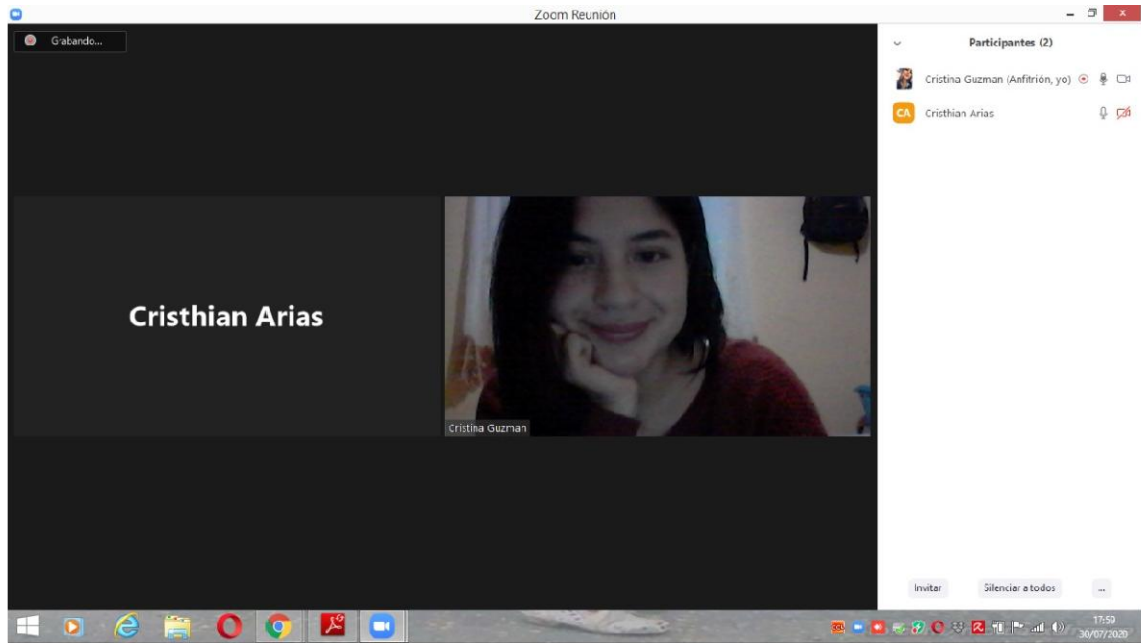 Zoom Reunión
Grabando...
Participantes (2)
Cristina Guzman (Anfitrión, yo)
CA Cristhian Arias
Cristhian Arias
Cristina Guzman
Invitar Silenciar a todos ...
17:59
30/07/2020